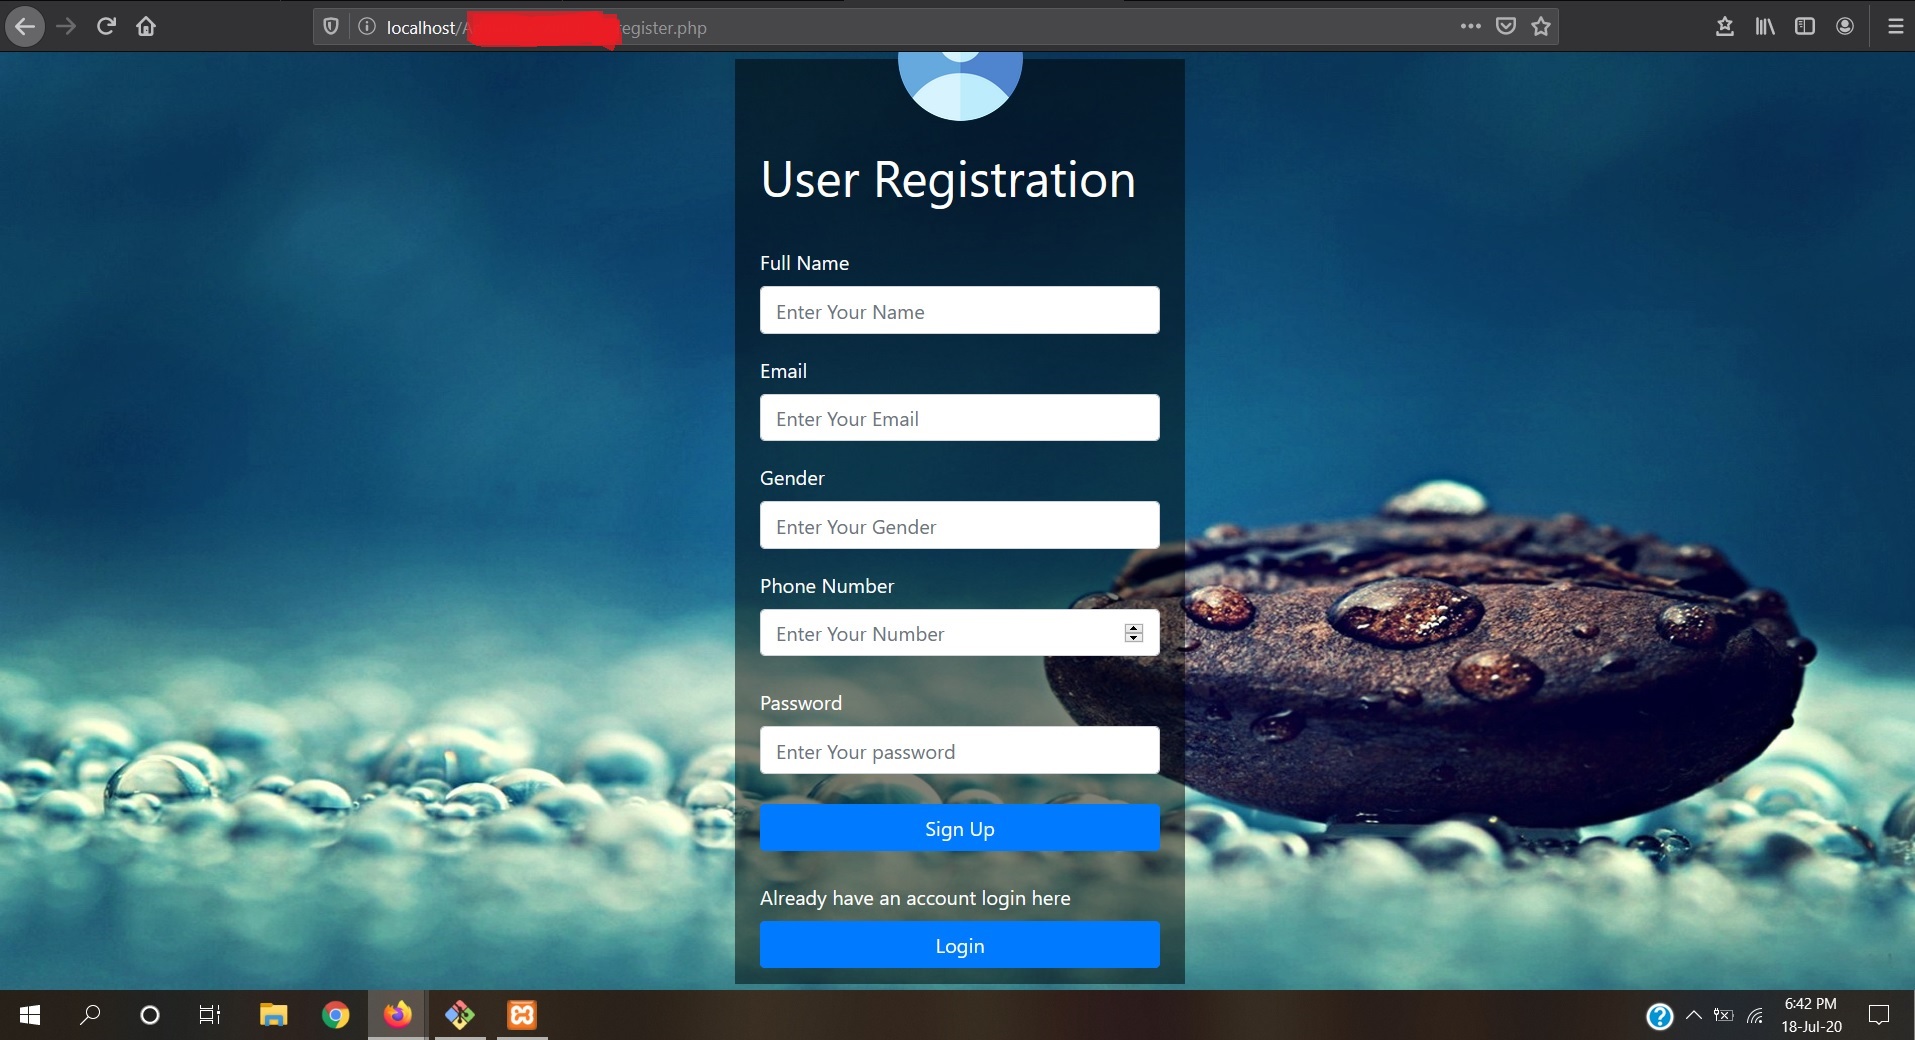 localhost/A register.php
User Registration
Full Name
Enter Your Name
Email
Enter Your Email
Gender
Enter Your Gender
Phone Number
Enter Your Number
Password
Enter Your password
Sign Up
Already have an account login here
Login
6:42 PM
18-Jul-20